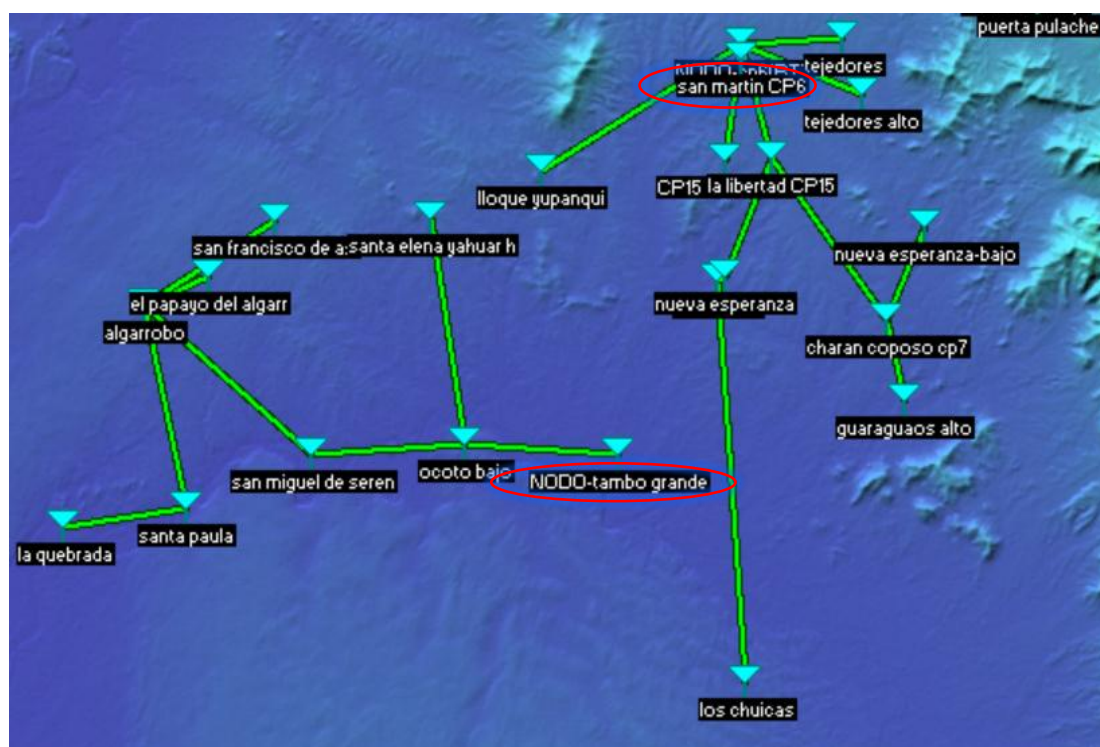 puerta pulache
tejedores
NODO-
san martin CP6
tejedores alto
CP15
la libertad CP15
lloque yupanqui
san francisco de a
santa elena yahuar h
nueva esperanza-bajo
el papayo del algarr
nueva esperanza
algarrobo
charan coposo cp7
guaraguaos alto
ocoto bajo
san miguel de seren
NODO-tambo grande
santa paula
la quebrada
los chuicas